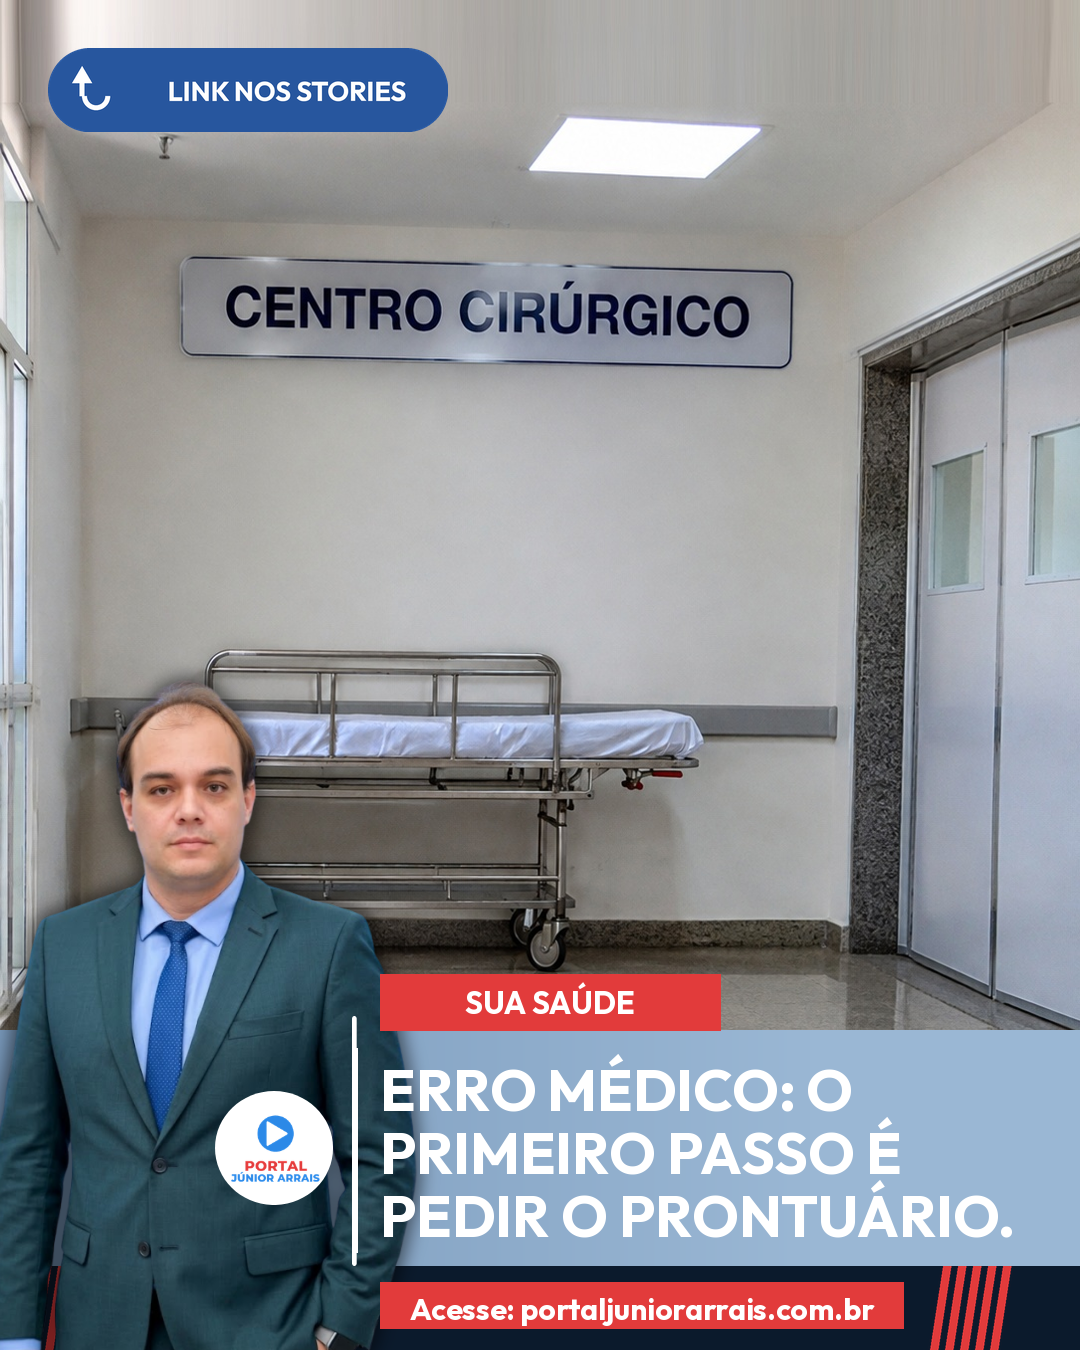 LINK NOS STORIES
CENTRO CIRÚRGICO
SUA SAÚDE
ERRO MÉDICO: O
PRIMEIRO PASSO É
PEDIR O PRONTUÁRIO.
PORTAL
JÚNIOR ARRAIS
Acesse: portaljuniorarrais.com.br